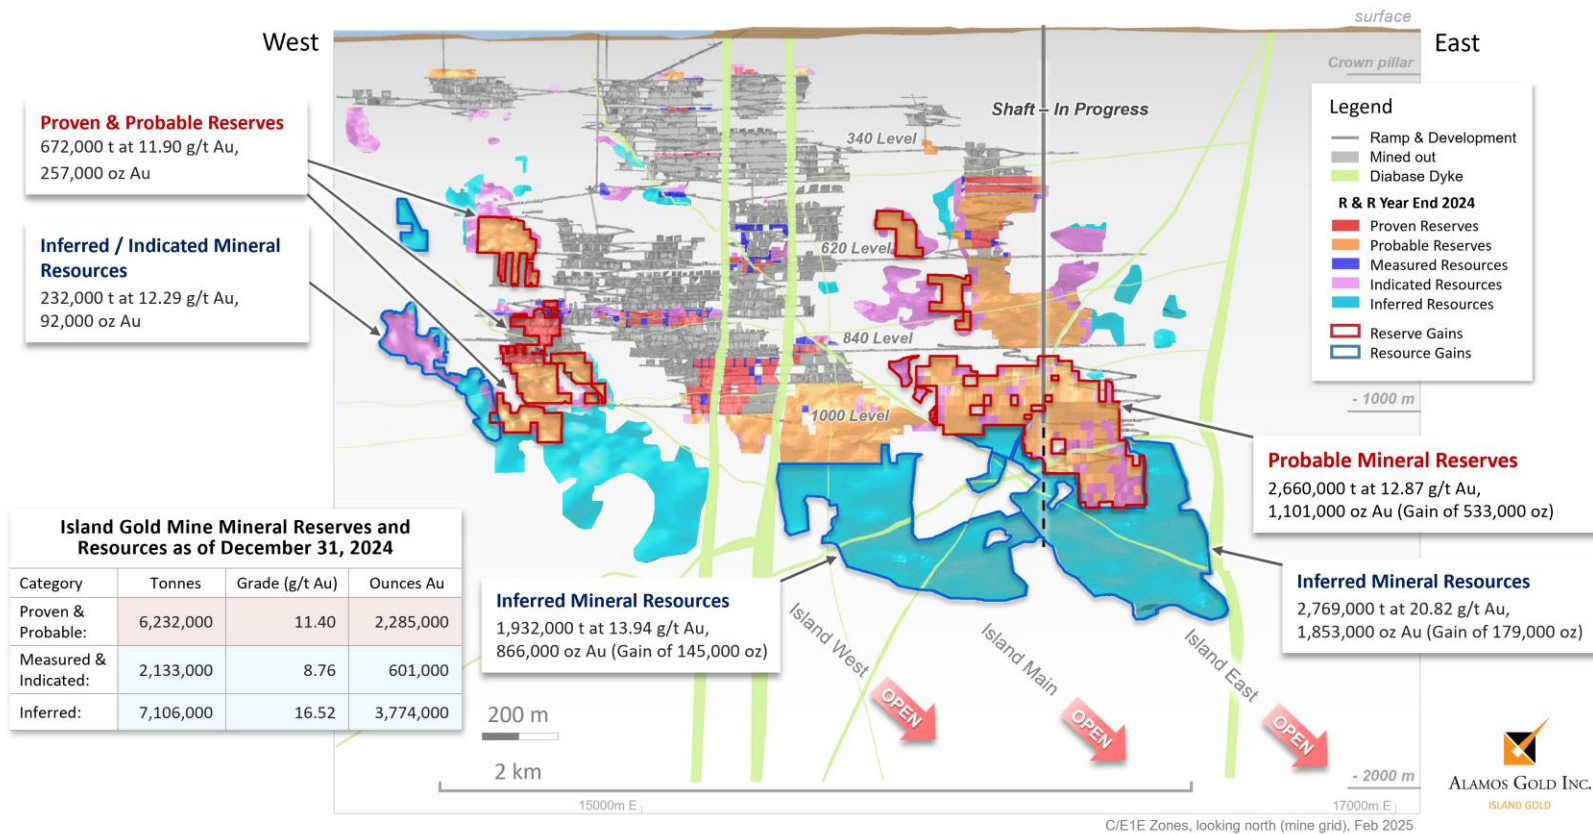 surface
West
East
Crown pillar
Proven & Probable Reserves
672,000 t at 11.90 g/t Au,
257,000 oz Au
Shaft – In Progress
340 Level
Legend
Ramp & Development
Mined out
Diabase Dyke
R & R Year End 2024
Proven Reserves
Probable Reserves
Measured Resources
Indicated Resources
Inferred Resources
Reserve Gains
Resource Gains
Inferred / Indicated Mineral
Resources
232,000 t at 12.29 g/t Au,
92,000 oz Au
620 Level
840 Level
1000 Level
- 1000 m
Probable Mineral Reserves
2,660,000 t at 12.87 g/t Au,
1,101,000 oz Au (Gain of 533,000 oz)
Island Gold Mine Mineral Reserves and
Resources as of December 31, 2024
Category Tonnes Grade (g/t Au) Ounces Au
Proven &
Probable: 6,232,000 11.40 2,285,000
Measured &
Indicated: 2,133,000 8.76 601,000
Inferred: 7,106,000 16.52 3,774,000
Inferred Mineral Resources
1,932,000 t at 13.94 g/t Au,
866,000 oz Au (Gain of 145,000 oz)
Inferred Mineral Resources
2,769,000 t at 20.82 g/t Au,
1,853,000 oz Au (Gain of 179,000 oz)
Island West
Island Main
Island East
OPEN
OPEN
OPEN
200 m
2 km
- 2000 m
15000m E
17000m E
ALAMOS GOLD INC.
ISLAND GOLD
C/E1E Zones, looking north (mine grid), Feb 2025